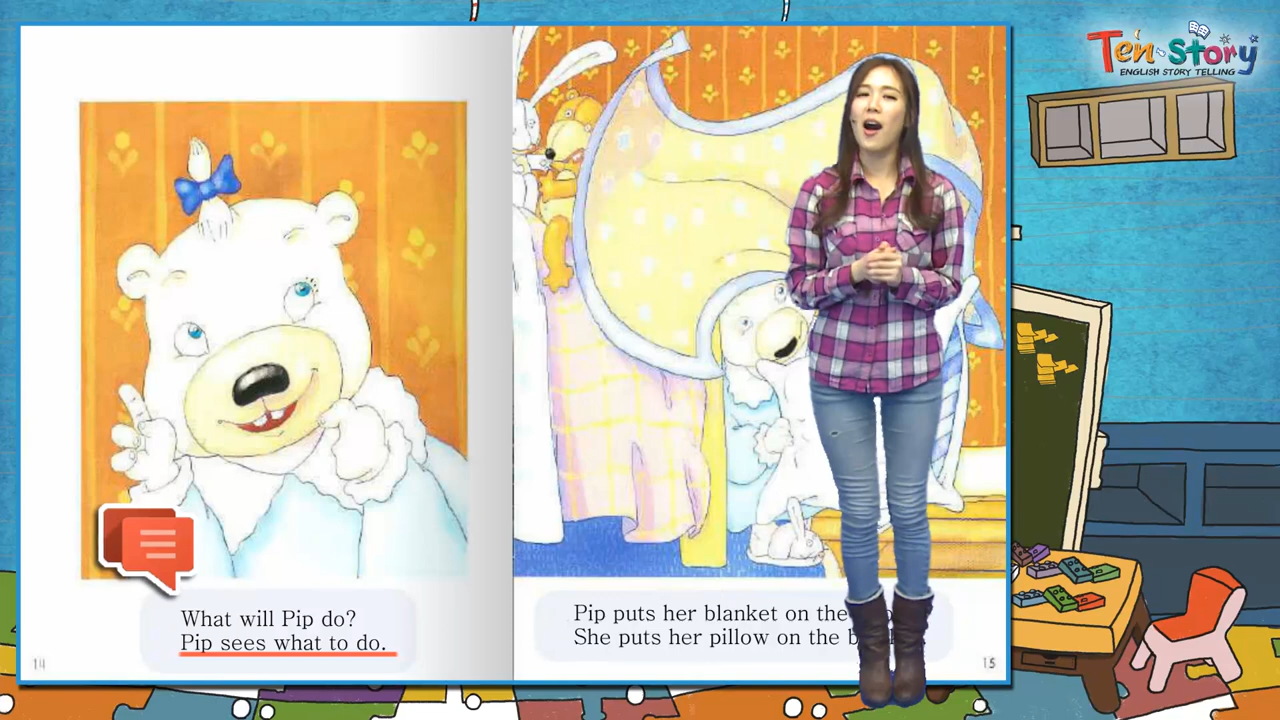 Ten Story
ENGLISH STORY TELLING
What will Pip do?
Pip sees what to do.
14
Pip puts her blanket on the
She puts her pillow on the
15